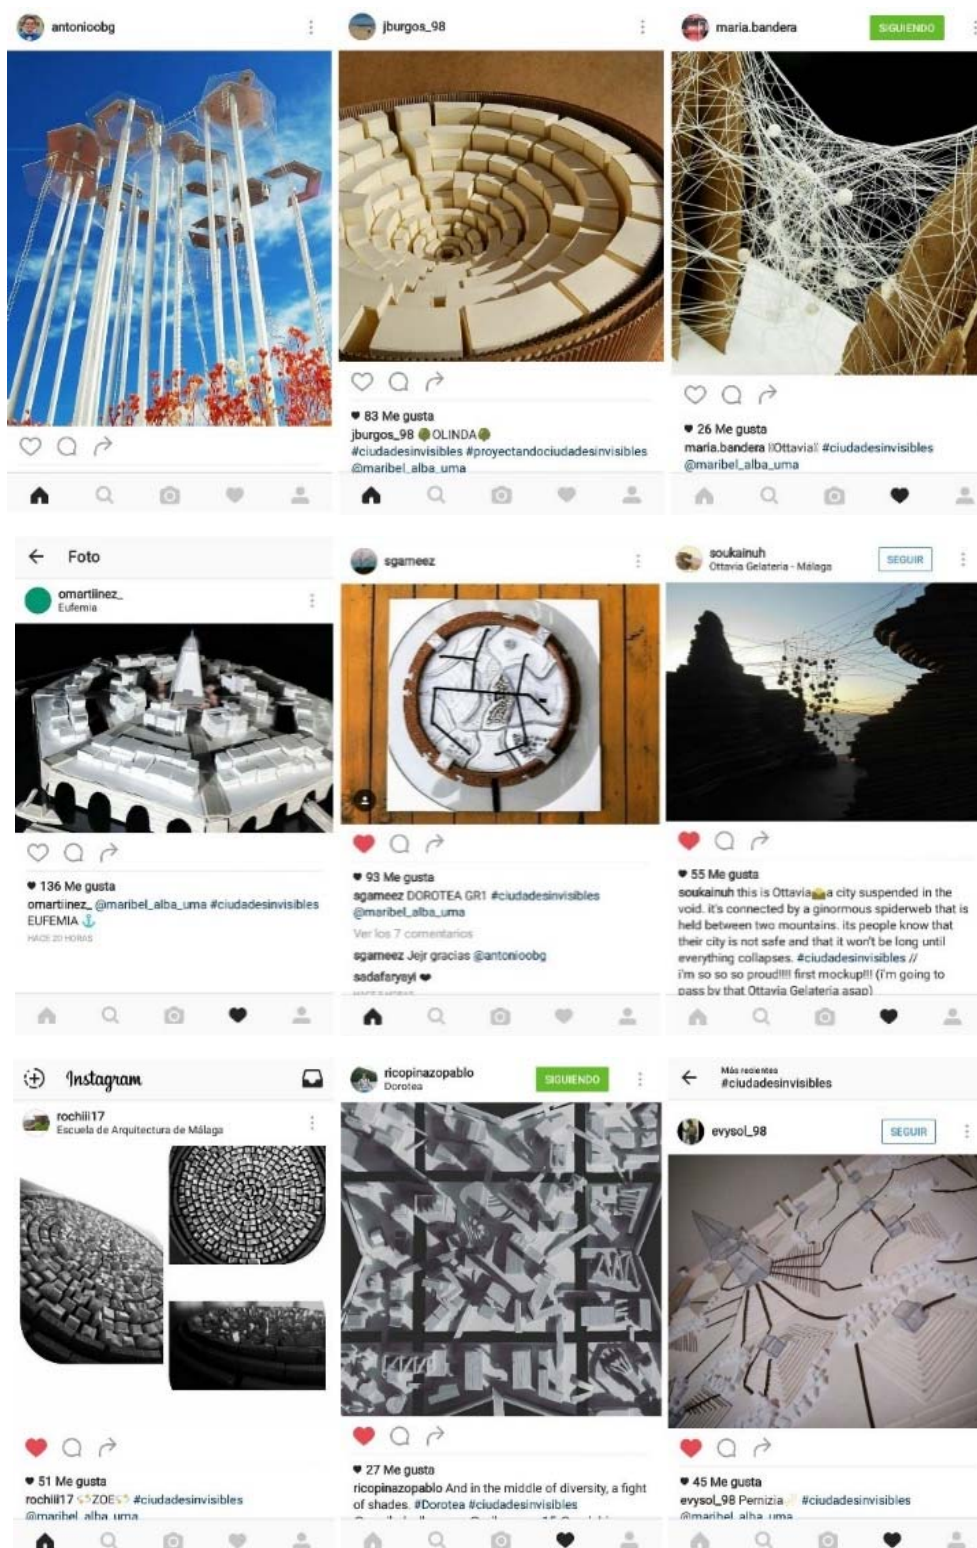 antonioobg
jburgos_98
83 Me gusta
jburgos_98 OLINDA
#ciudadesinvisibles #proyectandociudadesinvisibles
@maribel_alba_uma
maria.bandera
SIGUIENDO
26 Me gusta
maria.bandera ⟬Ottavia⟭ #ciudadesinvisibles
@maribel_alba_uma
Foto
omartiinez_
Eufemia
136 Me gusta
omartiinez_ @maribel_alba_uma #ciudadesinvisibles
EUFEMIA ⚓
HACE 20 HORAS
sgameez
93 Me gusta
sgameez DOROTEA GR1 #ciudadesinvisibles
@maribel_alba_uma
Ver los 7 comentarios
sgameez Jejr gracias @antonioobg
sadafaryayi ❤
soukainuh
Ottavia Gelateria - Málaga
SEGUIR
55 Me gusta
soukainuh this is Ottavia a city suspended in the
void. it's connected by a ginormous spiderweb that is
held between two mountains. its people know that
their city is not safe and that it won't be long until
everything collapses. #ciudadesinvisibles //
i'm so so so proud!!!! first mockup!!! (i'm going to
pass by that Ottavia Gelateria asap)
Instagram
rochiii17
Escuela de Arquitectura de Málaga
51 Me gusta
rochiii17 ZOE #ciudadesinvisibles
@maribel_alba_uma
ricopinazopablo
Dorotea
SIGUIENDO
27 Me gusta
ricopinazopablo And in the middle of diversity, a fight
of shades. #Dorotea #ciudadesinvisibles
Más recientes
#ciudadesinvisibles
evysol_98
SEGUIR
45 Me gusta
evysol_98 Pernizia #ciudadesinvisibles
@maribel_alba_uma